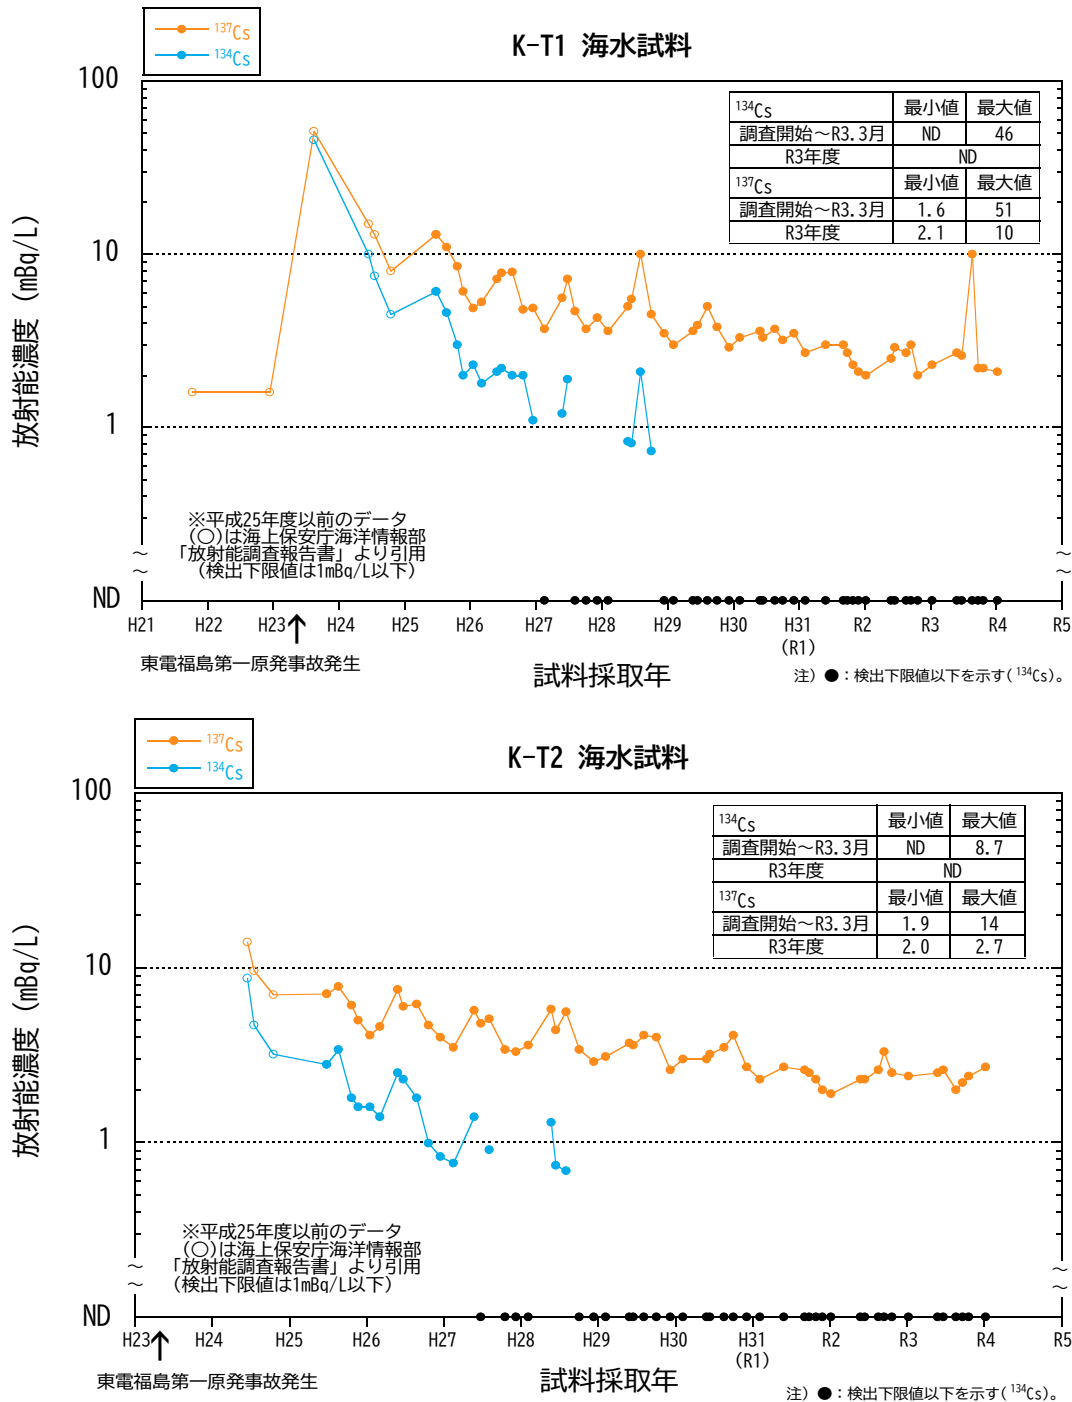 ¹³⁷Cs
¹³⁴Cs
K-T1 海水試料
100
10
1
ND
放射能濃度 (mBq/L)
¹³⁴Cs 最小値 最大値
調査開始～R3.3月 ND 46
R3年度 ND
¹³⁷Cs 最小値 最大値
調査開始～R3.3月 1.6 51
R3年度 2.1 10
※平成25年度以前のデータ
(○)は海上保安庁海洋情報部
「放射能調査報告書」より引用
(検出下限値は1mBq/L以下)
～ ～
～ ～
H21 H22 H23 H24 H25 H26 H27 H28 H29 H30 H31 R2 R3 R4 R5
(R1)
↑
東電福島第一原発事故発生
試料採取年
注) ●：検出下限値以下を示す(¹³⁴Cs)。
¹³⁷Cs
¹³⁴Cs
K-T2 海水試料
100
10
1
ND
放射能濃度 (mBq/L)
¹³⁴Cs 最小値 最大値
調査開始～R3.3月 ND 8.7
R3年度 ND
¹³⁷Cs 最小値 最大値
調査開始～R3.3月 1.9 14
R3年度 2.0 2.7
※平成25年度以前のデータ
(○)は海上保安庁海洋情報部
「放射能調査報告書」より引用
(検出下限値は1mBq/L以下)
～ ～
～ ～
H23 H24 H25 H26 H27 H28 H29 H30 H31 R2 R3 R4 R5
(R1)
↑
東電福島第一原発事故発生
試料採取年
注) ●：検出下限値以下を示す(¹³⁴Cs)。